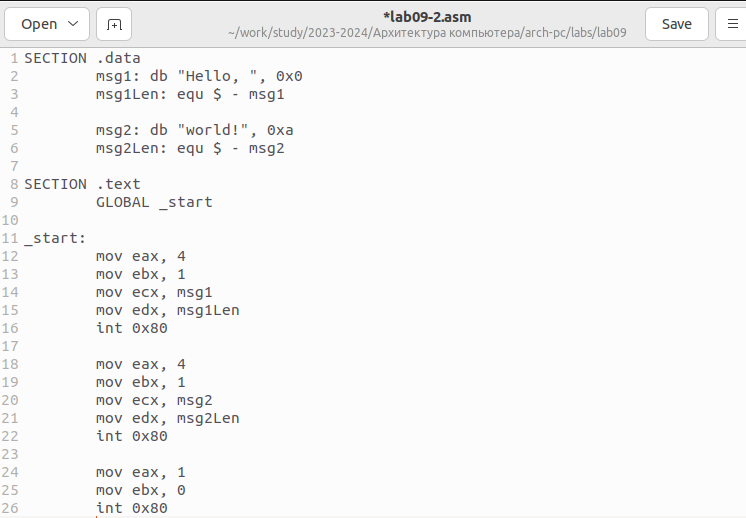 Open
*lab09-2.asm
~/work/study/2023-2024/Архитектура компьютера/arch-pc/labs/lab09
Save
1 SECTION .data
2         msg1: db "Hello, ", 0x0
3         msg1Len: equ $ - msg1
4
5         msg2: db "world!", 0xa
6         msg2Len: equ $ - msg2
7
8 SECTION .text
9         GLOBAL _start
10
11 _start:
12         mov eax, 4
13         mov ebx, 1
14         mov ecx, msg1
15         mov edx, msg1Len
16         int 0x80
17
18         mov eax, 4
19         mov ebx, 1
20         mov ecx, msg2
21         mov edx, msg2Len
22         int 0x80
23
24         mov eax, 1
25         mov ebx, 0
26         int 0x80